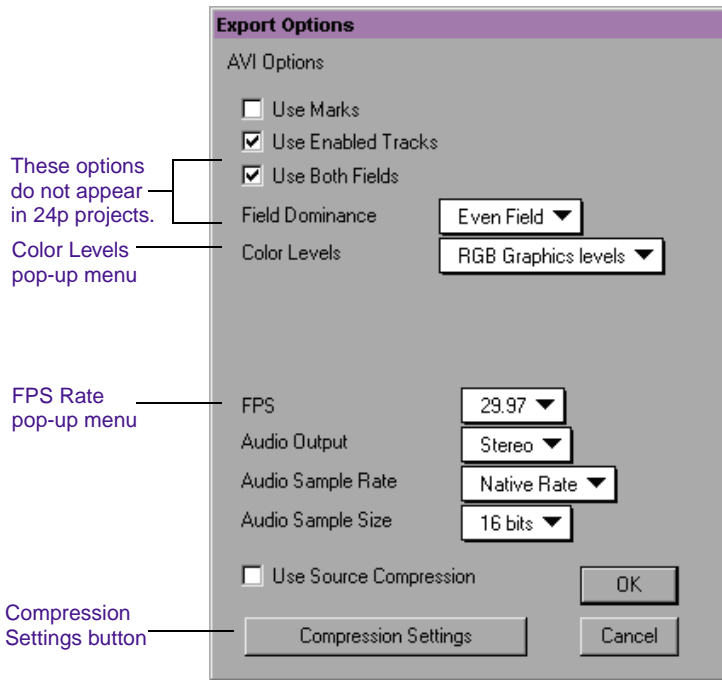 Export Options
AVI Options
Use Marks
Use Enabled Tracks
These options
do not appear
in 24p projects.
Use Both Fields
Field Dominance
Even Field
Color Levels
pop-up menu
Color Levels
RGB Graphics levels
FPS Rate
pop-up menu
FPS
29.97
Audio Output
Stereo
Audio Sample Rate
Native Rate
Audio Sample Size
16 bits
Use Source Compression
OK
Compression
Settings button
Compression Settings
Cancel